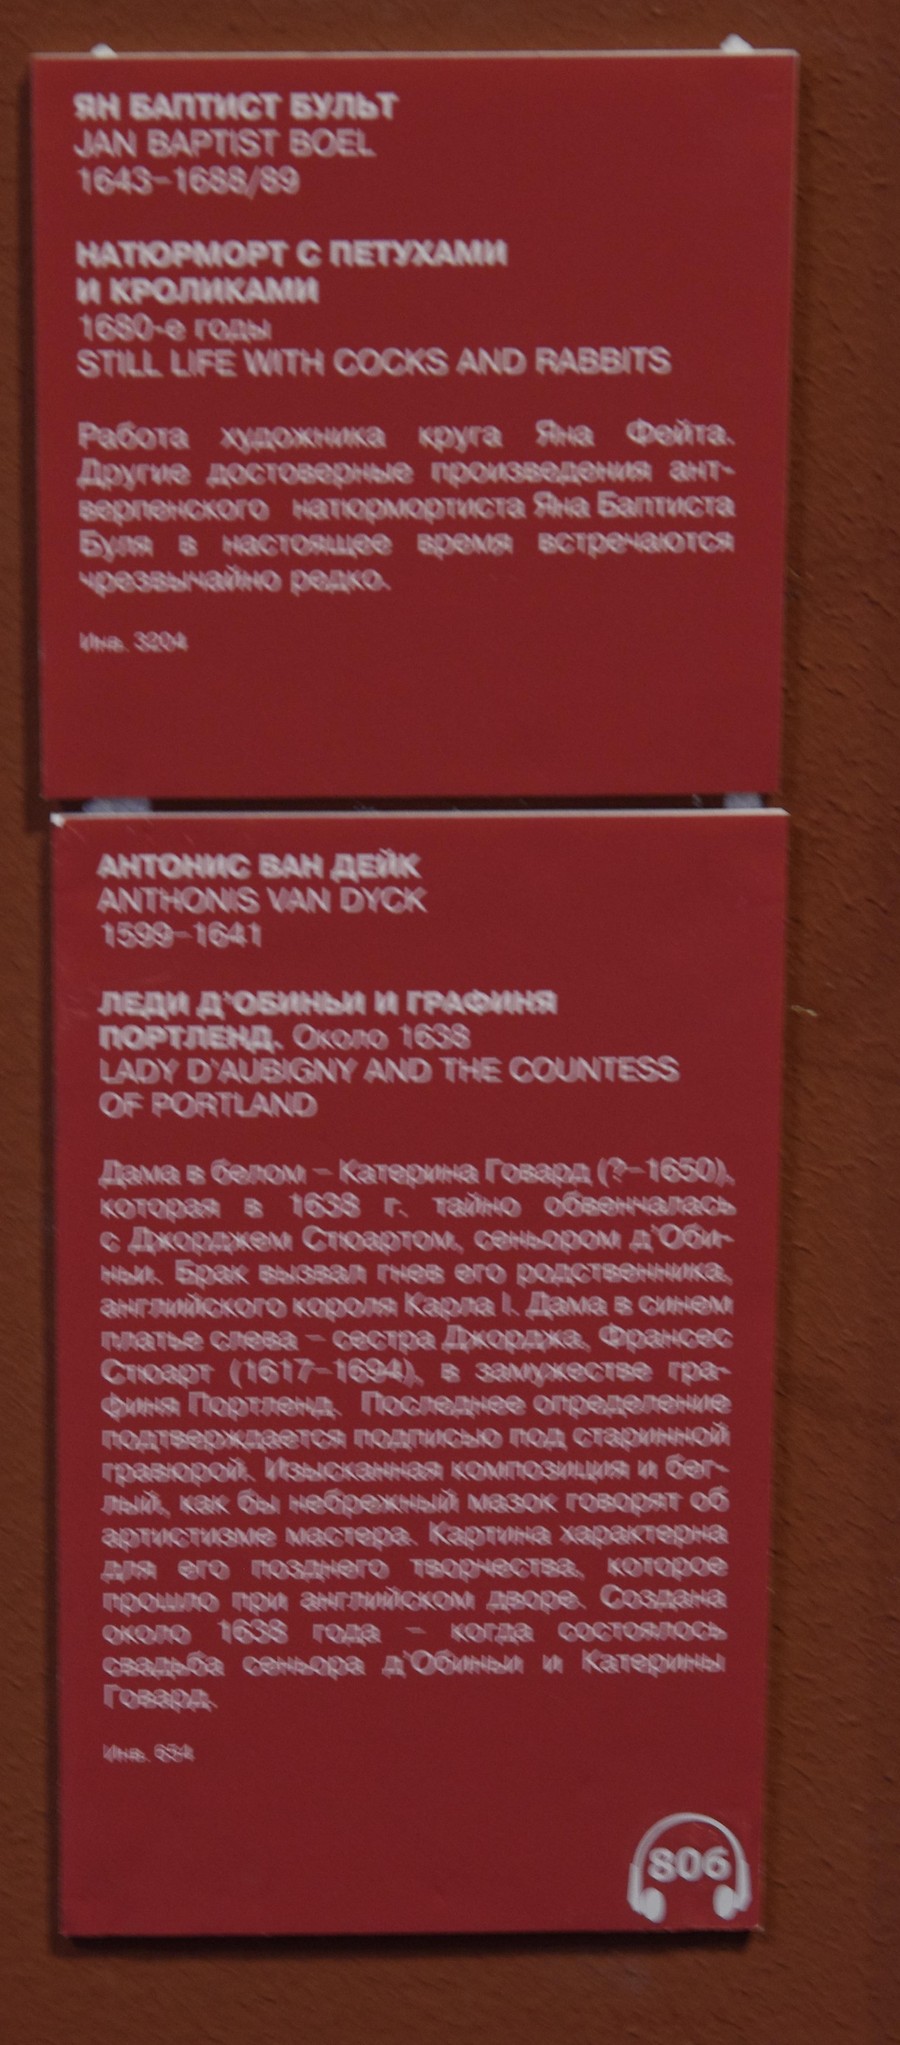 ЯН БАПТИСТ БУЛЬТ
JAN BAPTIST BOEL
1643–1688/89
НАТЮРМОРТ С ПЕТУХАМИ
И КРОЛИКАМИ
1680-е годы
STILL LIFE WITH COCKS AND RABBITS
Работа художника круга Яна Фейта.
Другие достоверные произведения ант-
верпенского натюрмортиста Яна Баптиста
Буля в настоящее время встречаются
чрезвычайно редко.
Инв. 3204
АНТОНИС ВАН ДЕЙК
ANTHONIS VAN DYCK
1599–1641
ЛЕДИ Д'ОБИНЬИ И ГРАФИНЯ
ПОРТЛЕНД. Около 1638
LADY D'AUBIGNY AND THE COUNTESS
OF PORTLAND
Дама в белом – Катерина Говард (?–1650),
которая в 1638 г. тайно обвенчалась
с Джорджем Стюартом, сеньором д'Оби-
ньи. Брак вызвал гнев его родственника,
английского короля Карла I. Дама в синем
платье слева – сестра Джорджа, Франсес
Стюарт (1617–1694), в замужестве гра-
финя Портленд. Последнее определение
подтверждается подписью под старинной
гравюрой. Изысканная композиция и бег-
лый, как бы небрежный мазок говорят об
артистизме мастера. Картина характерна
для его позднего творчества, которое
прошло при английском дворе. Создана
около 1638 года – когда состоялось
свадьба сеньора д'Обиньи и Катерины
Говард.
Инв. 654
806